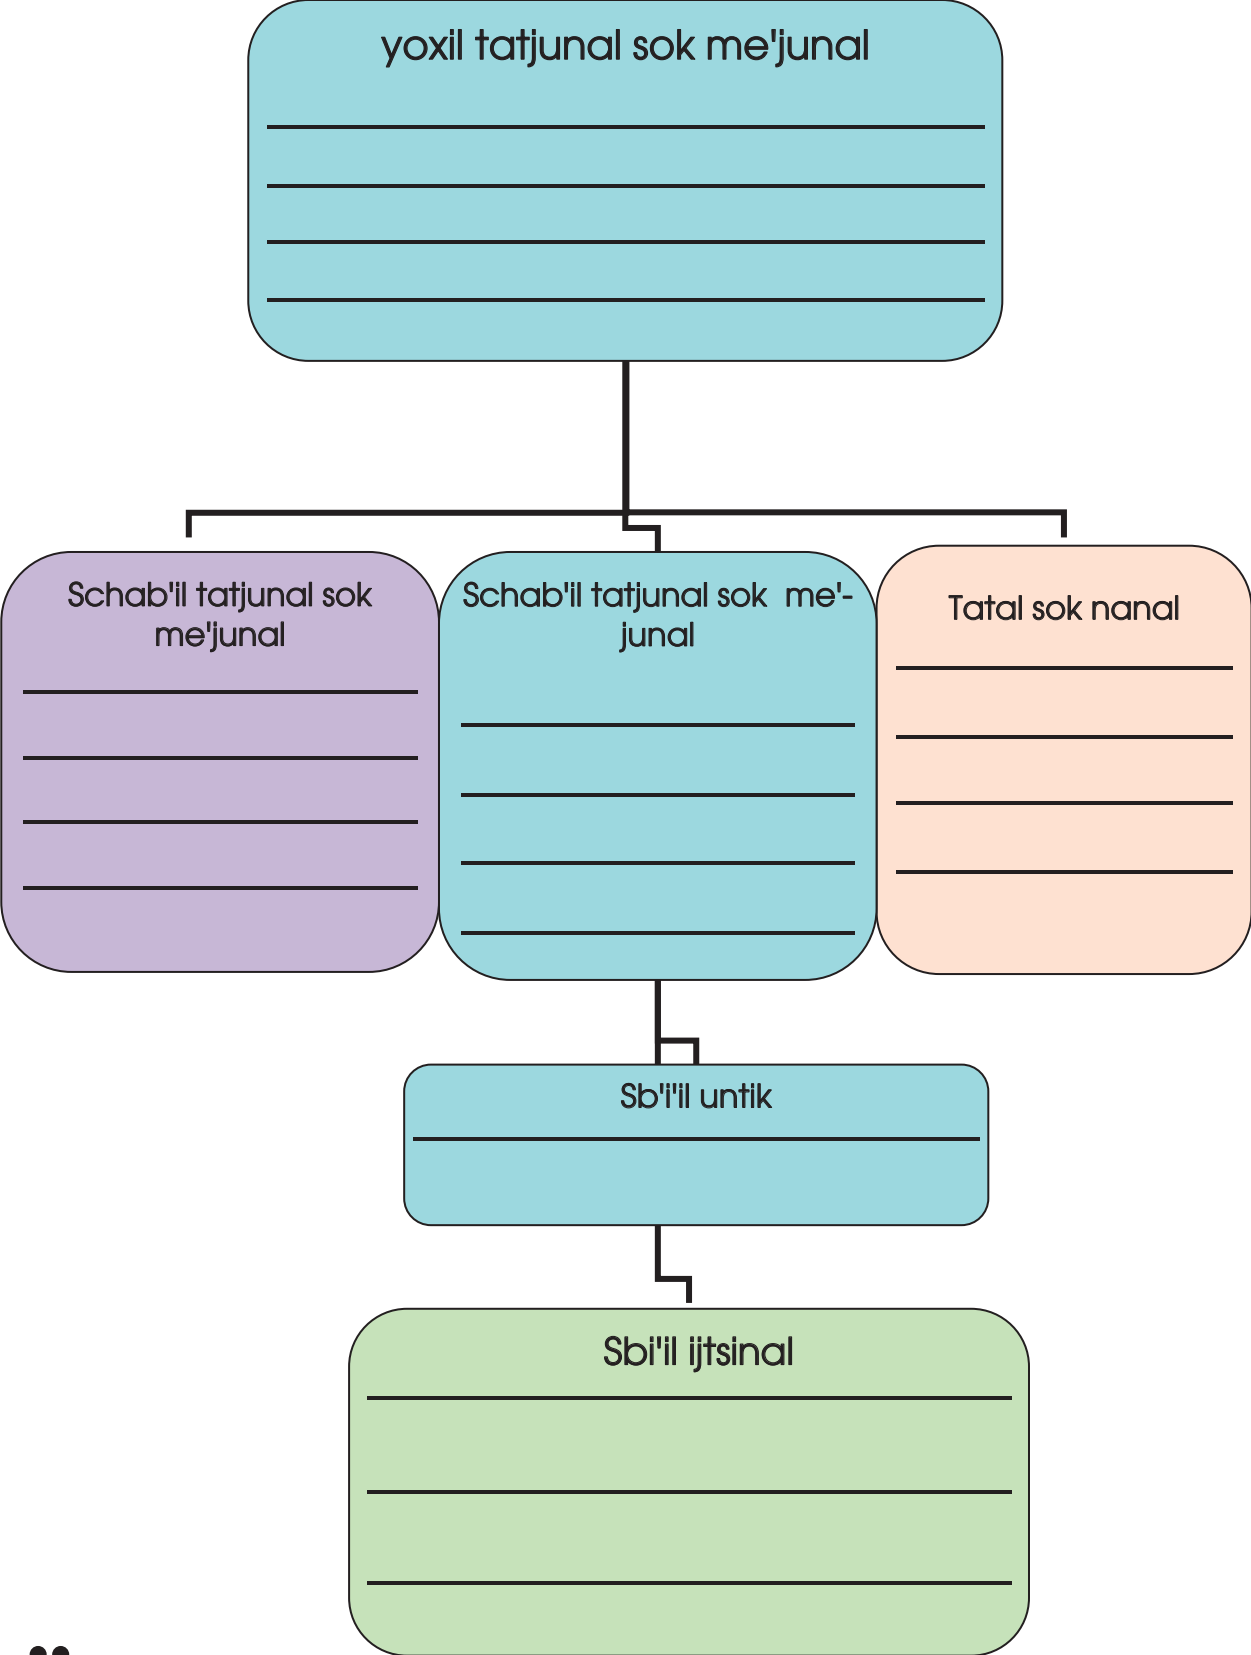 yoxil tatjunal sok me'junal
Schab'il tatjunal sok
me'junal
Schab'il tatjunal sok me'-
junal
Tatal sok nanal
Sb'i'il untik
Sbi'il ijtsinal